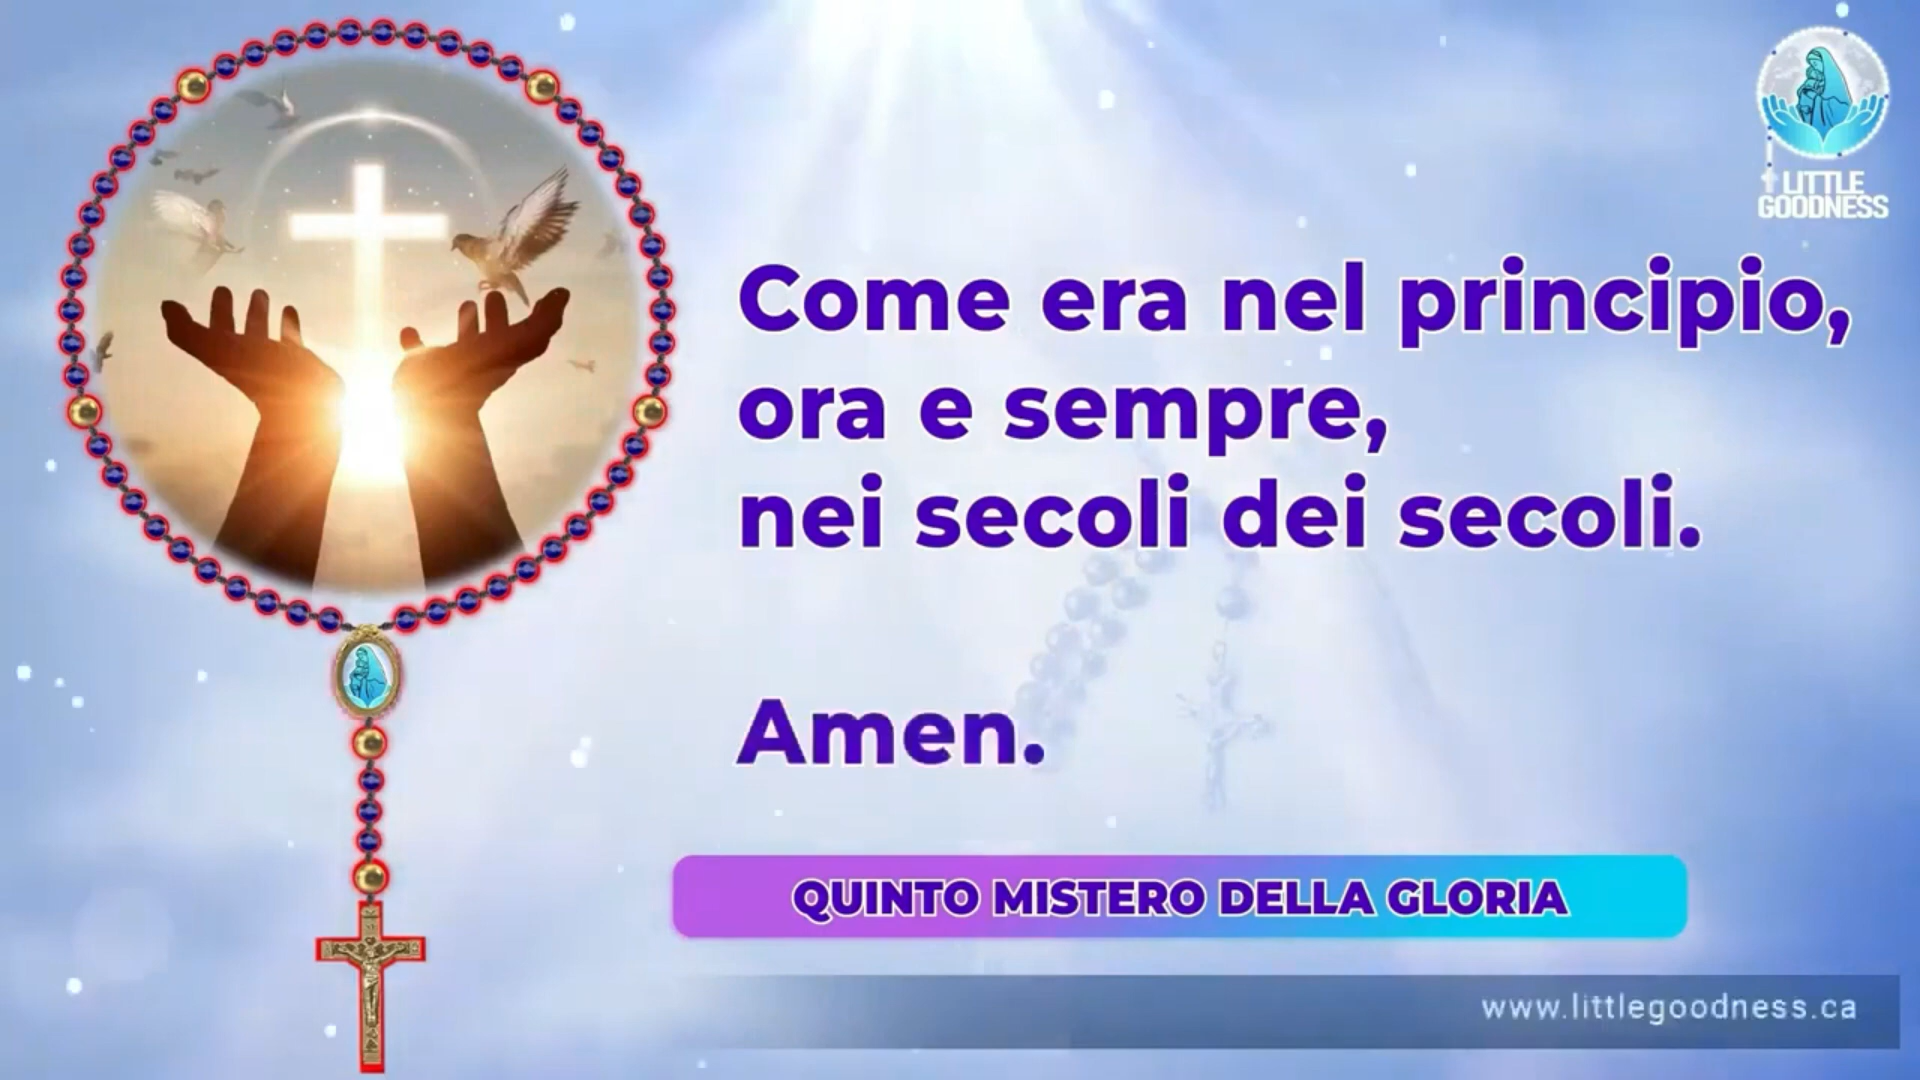 LITTLE
GOODNESS
Come era nel principio,
ora e sempre,
nei secoli dei secoli.
Amen.
QUINTO MISTERO DELLA GLORIA
www.littlegoodness.ca